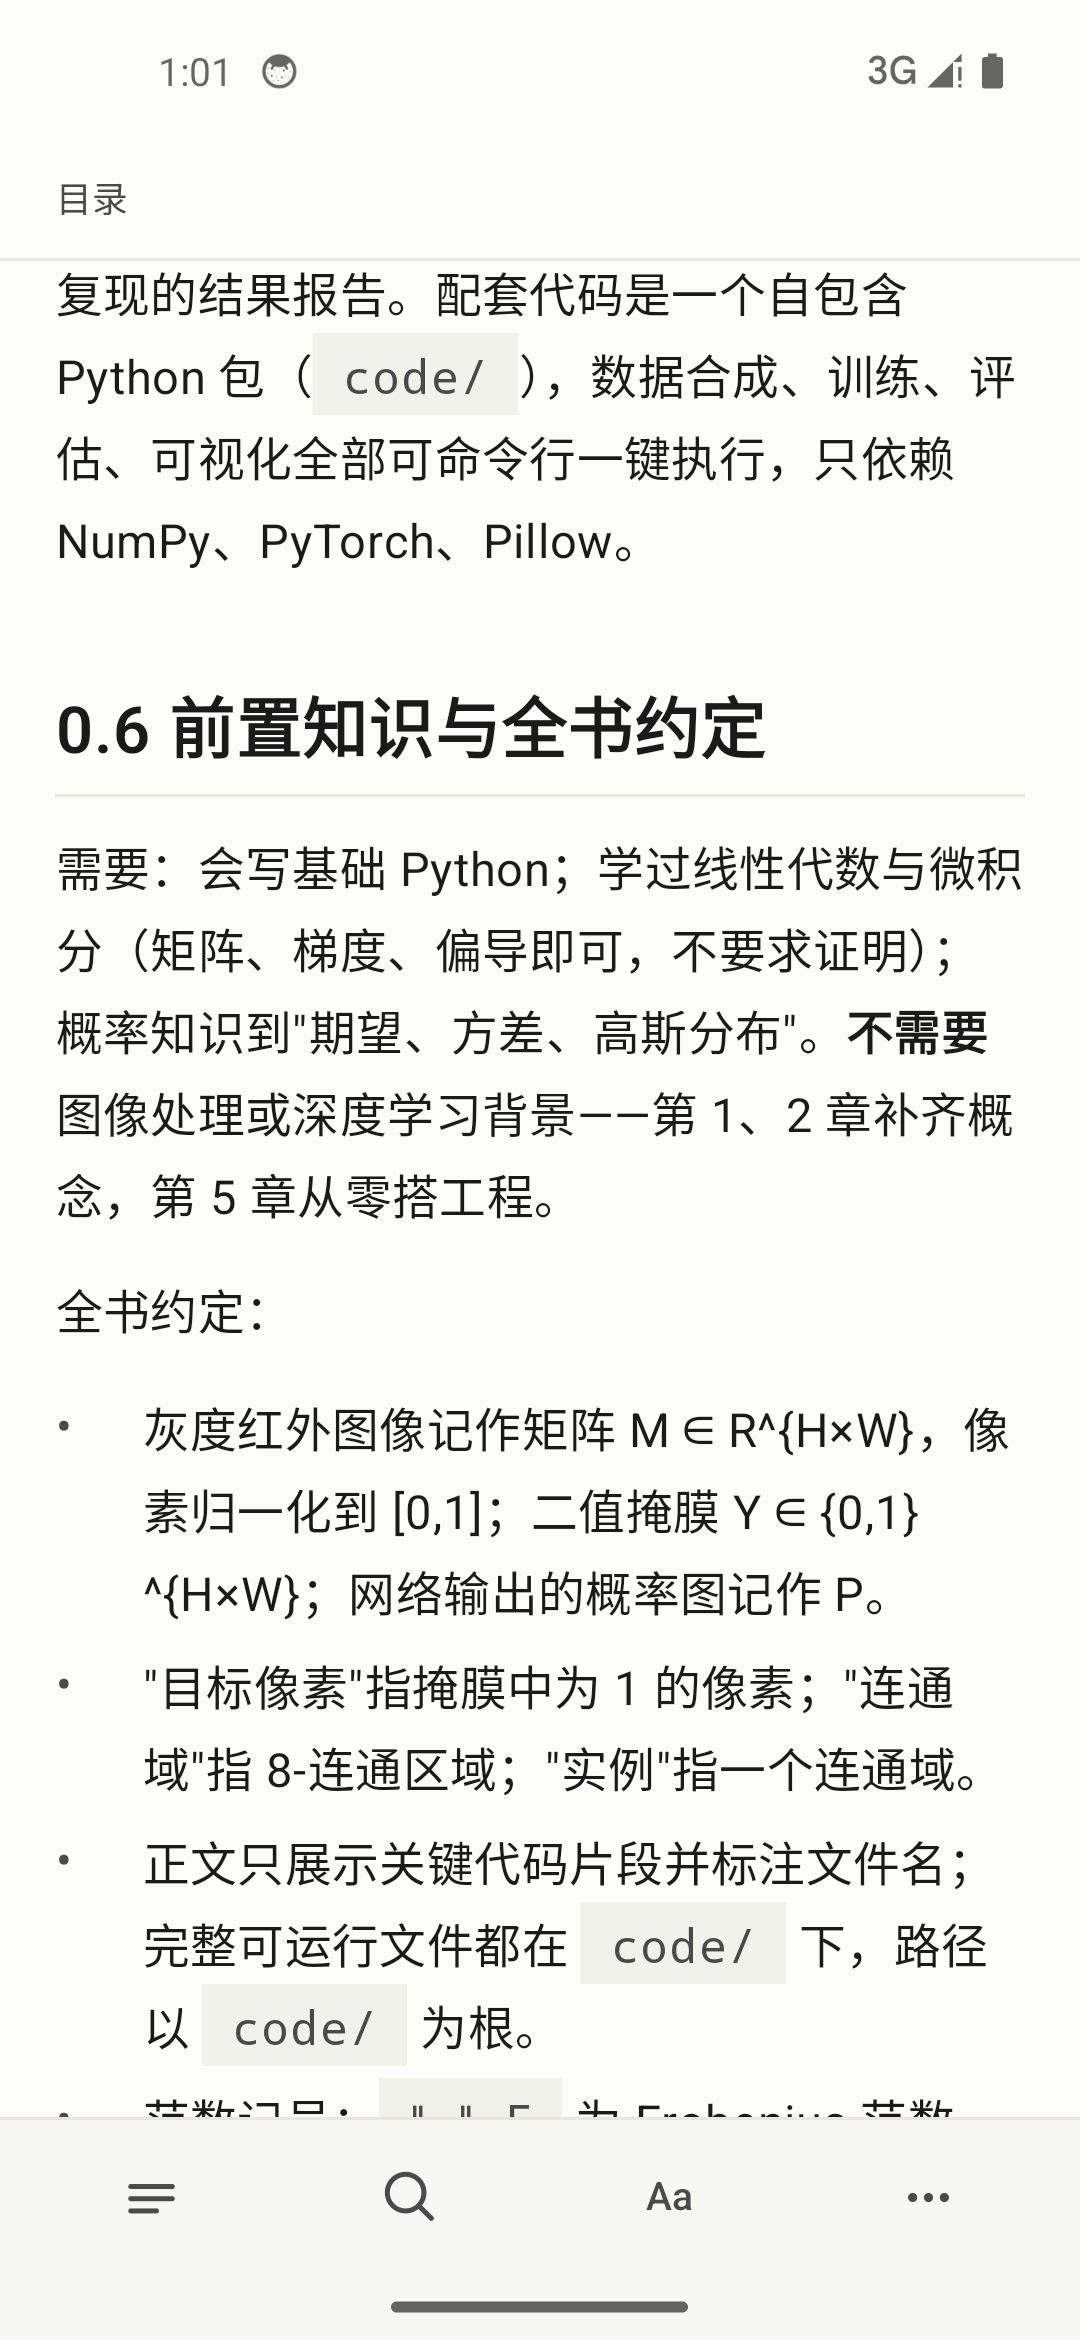 1:01
3G
目录
复现的结果报告。配套代码是一个自包含
Python 包（ code/ ），数据合成、训练、评
估、可视化全部可命令行一键执行，只依赖
NumPy、PyTorch、Pillow。
0.6 前置知识与全书约定
需要：会写基础 Python；学过线性代数与微积
分（矩阵、梯度、偏导即可，不要求证明）；
概率知识到"期望、方差、高斯分布"。不需要
图像处理或深度学习背景——第 1、2 章补齐概
念，第 5 章从零搭工程。
全书约定：
• 灰度红外图像记作矩阵 M ∈ R^{H×W}，像
素归一化到 [0,1]；二值掩膜 Y ∈ {0,1}
^{H×W}；网络输出的概率图记作 P。
• "目标像素"指掩膜中为 1 的像素；"连通
域"指 8-连通区域；"实例"指一个连通域。
• 正文只展示关键代码片段并标注文件名；
完整可运行文件都在 code/ 下，路径
以 code/ 为根。
• 范数记号： 为 Frobenius 范数
Aa